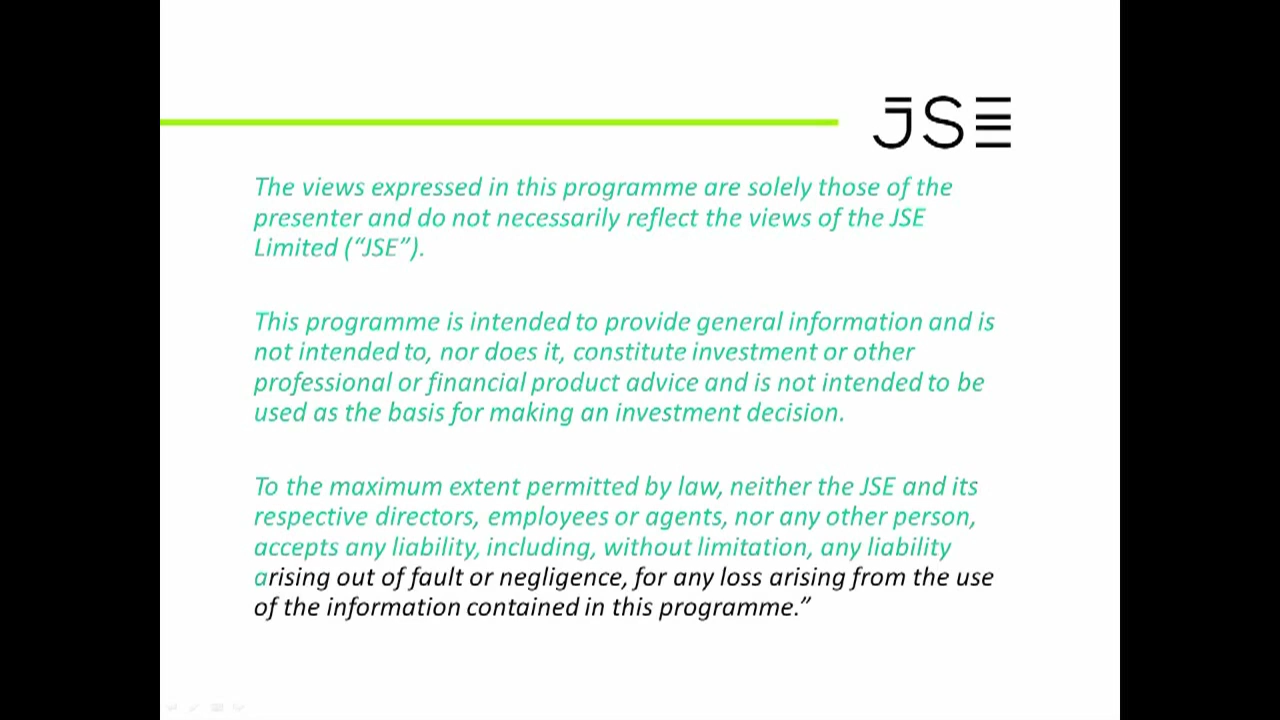 JSE
The views expressed in this programme are solely those of the
presenter and do not necessarily reflect the views of the JSE
Limited (“JSE”).
This programme is intended to provide general information and is
not intended to, nor does it, constitute investment or other
professional or financial product advice and is not intended to be
used as the basis for making an investment decision.
To the maximum extent permitted by law, neither the JSE and its
respective directors, employees or agents, nor any other person,
accepts any liability, including, without limitation, any liability
arising out of fault or negligence, for any loss arising from the use
of the information contained in this programme.”